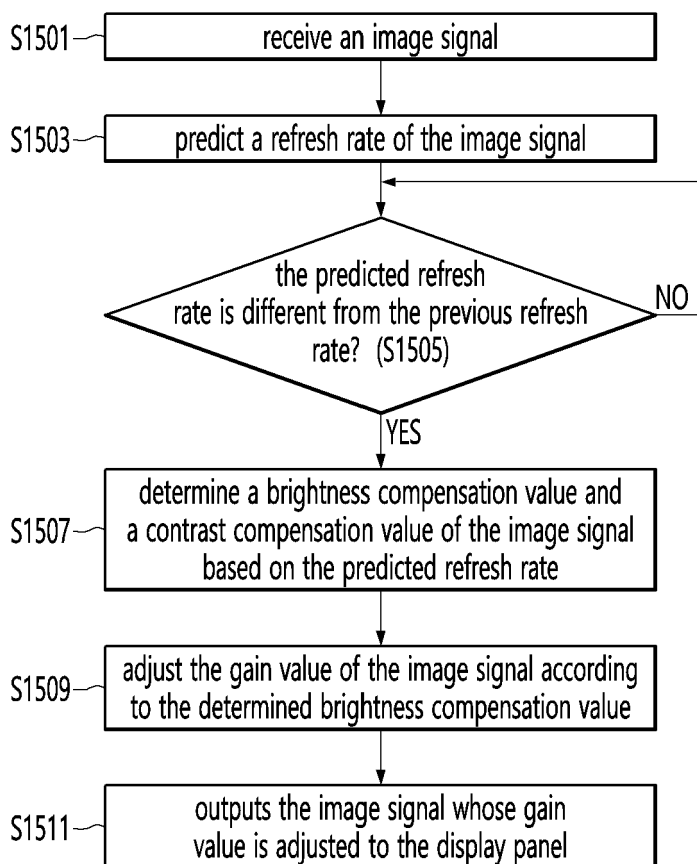 S1501
receive an image signal
S1503
predict a refresh rate of the image signal
the predicted refresh
rate is different from the previous refresh
rate? (S1505)
NO
YES
S1507
determine a brightness compensation value and
a contrast compensation value of the image signal
based on the predicted refresh rate
S1509
adjust the gain value of the image signal according
to the determined brightness compensation value
S1511
outputs the image signal whose gain
value is adjusted to the display panel